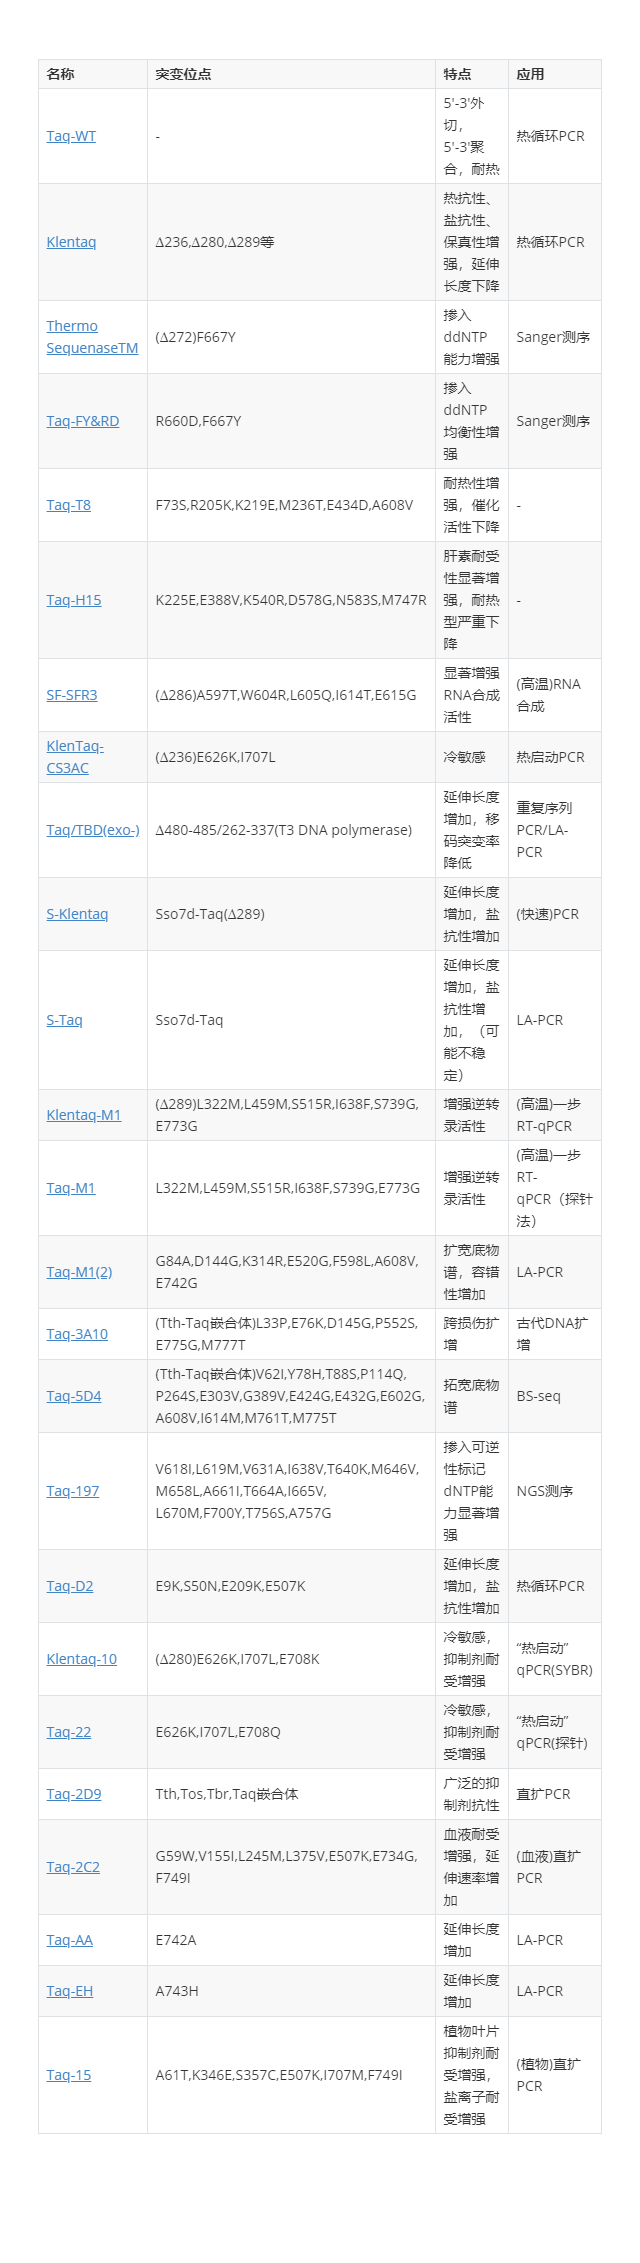 名称 突变位点 特点 应用
Taq-WT - 5'-3'外切，5'-3'聚合，耐热 热循环PCR
Klentaq Δ236,Δ280,Δ289等 热抗性、盐抗性、保真性增强，延伸长度下降 热循环PCR
Thermo SequenaseTM (Δ272)F667Y 掺入ddNTP能力增强 Sanger测序
Taq-FY&RD R660D,F667Y 掺入ddNTP均衡性增强 Sanger测序
Taq-T8 F73S,R205K,K219E,M236T,E434D,A608V 耐热性增强，催化活性下降 -
Taq-H15 K225E,E388V,K540R,D578G,N583S,M747R 肝素耐受性显著增强，耐热型严重下降 -
SF-SFR3 (Δ286)A597T,W604R,L605Q,I614T,E615G 显著增强RNA合成活性 (高温)RNA合成
KlenTaq-CS3AC (Δ236)E626K,I707L 冷敏感 热启动PCR
Taq/TBD(exo-) Δ480-485/262-337(T3 DNA polymerase) 延伸长度增加，移码突变率降低 重复序列PCR/LA-PCR
S-Klentaq Sso7d-Taq(Δ289) 延伸长度增加，盐抗性增加 (快速)PCR
S-Taq Sso7d-Taq 延伸长度增加，盐抗性增加，（可能不稳定） LA-PCR
Klentaq-M1 (Δ289)L322M,L459M,S515R,I638F,S739G,E773G 增强逆转录活性 (高温)一步RT-qPCR
Taq-M1 L322M,L459M,S515R,I638F,S739G,E773G 增强逆转录活性 (高温)一步RT-qPCR（探针法）
Taq-M1(2) G84A,D144G,K314R,E520G,F598L,A608V,E742G 扩宽底物谱，容错性增加 LA-PCR
Taq-3A10 (Tth-Taq嵌合体)L33P,E76K,D145G,P552S,E775G,M777T 跨损伤扩增 古代DNA扩增
Taq-5D4 (Tth-Taq嵌合体)V62I,Y78H,T88S,P114Q,P264S,E303V,G389V,E424G,E432G,E602G,A608V,I614M,M761T,M775T 拓宽底物谱 BS-seq
Taq-197 V618I,L619M,V631A,I638V,T640K,M646V,M658L,A661I,T664A,I665V,L670M,F700Y,T756S,A757G 掺入可逆性标记dNTP能力显著增强 NGS测序
Taq-D2 E9K,S50N,E209K,E507K 延伸长度增加，盐抗性增加 热循环PCR
Klentaq-10 (Δ280)E626K,I707L,E708K 冷敏感，抑制剂耐受增强 “热启动”qPCR(SYBR)
Taq-22 E626K,I707L,E708Q 冷敏感，抑制剂耐受增强 “热启动”qPCR(探针)
Taq-2D9 Tth,Tos,Tbr,Taq嵌合体 广泛的抑制剂抗性 直扩PCR
Taq-2C2 G59W,V155I,L245M,L375V,E507K,E734G,F749I 血液耐受增强，延伸速率增加 (血液)直扩PCR
Taq-AA E742A 延伸长度增加 LA-PCR
Taq-EH A743H 延伸长度增加 LA-PCR
Taq-15 A61T,K346E,S357C,E507K,I707M,F749I 植物叶片抑制剂耐受增强，盐离子耐受增强 (植物)直扩PCR